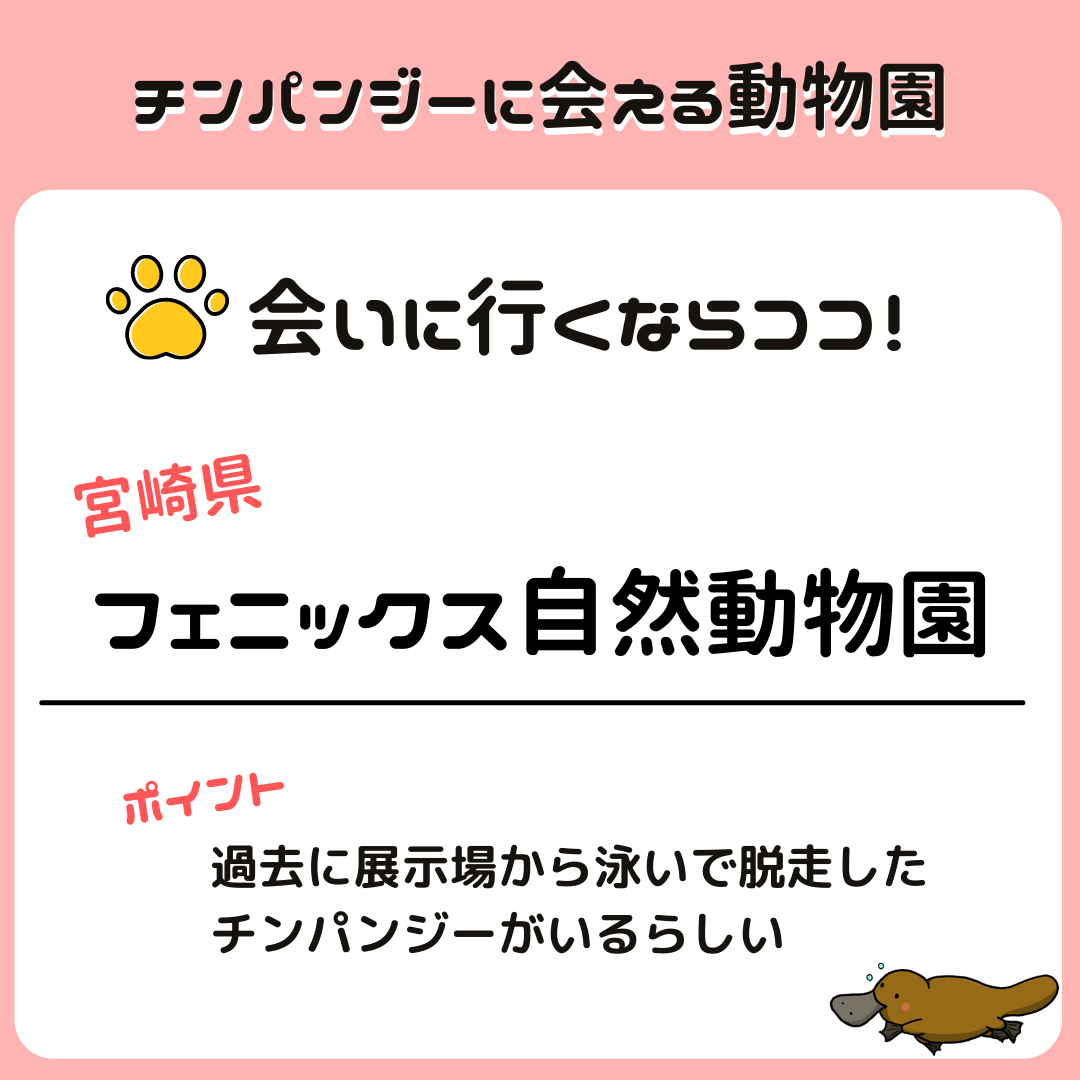 チンパンジーに会える動物園
会いに行くならココ!
宮崎県
フェニックス自然動物園
ポイント
過去に展示場から泳いで脱走した
チンパンジーがいるらしい